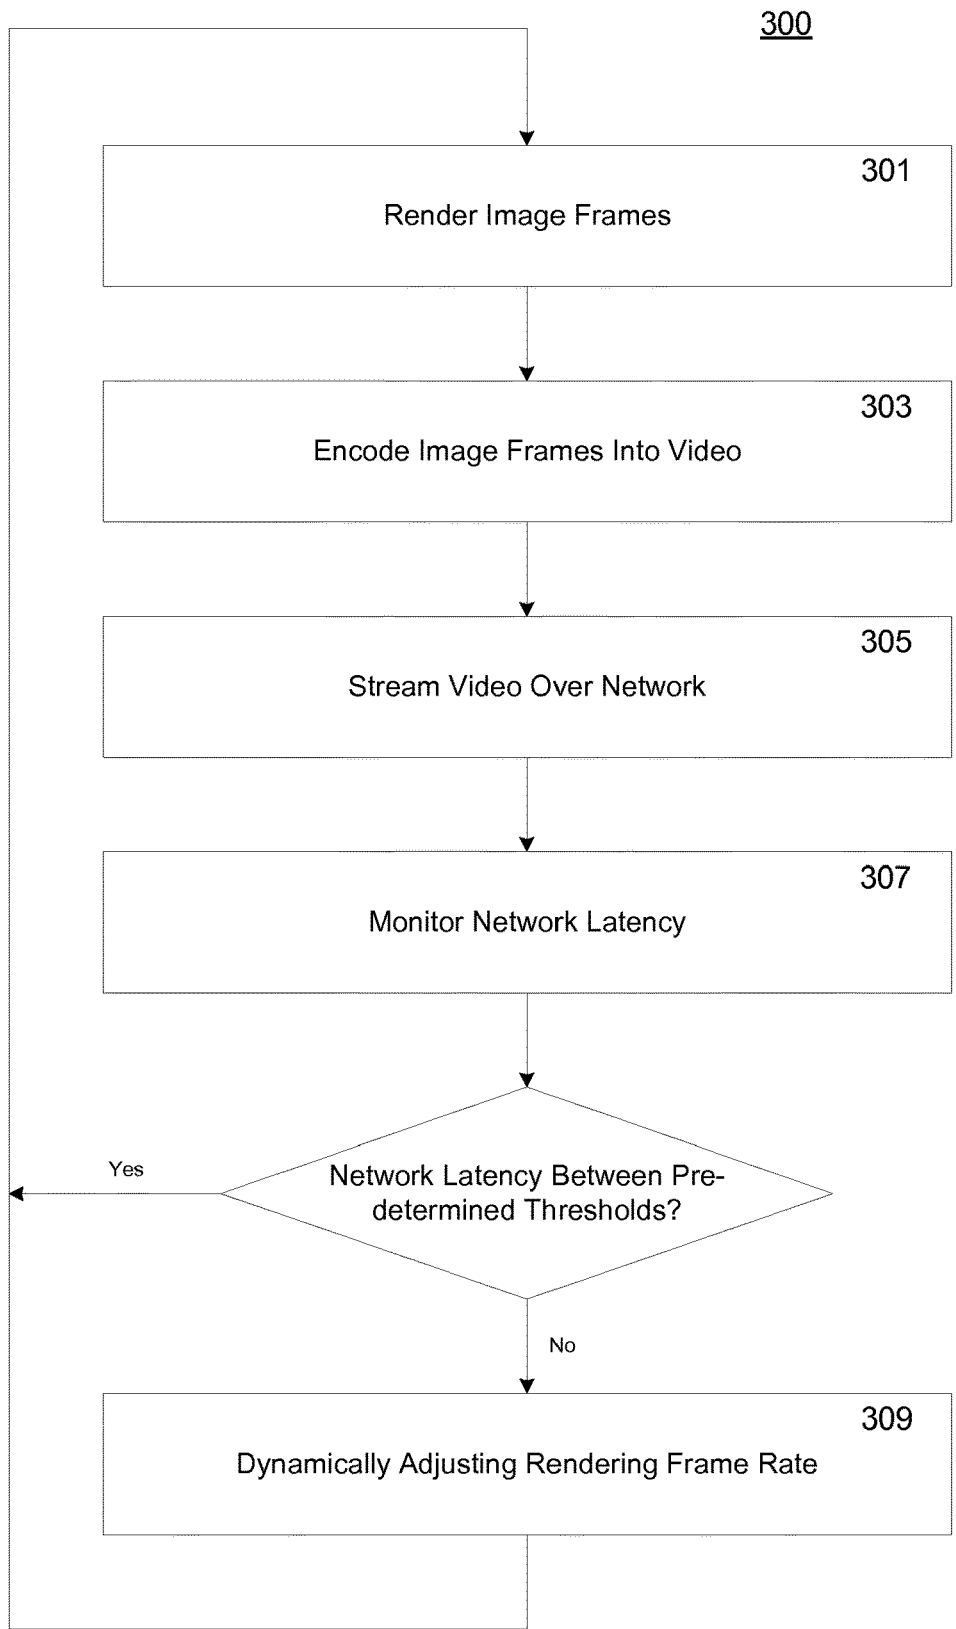 300
301
Render Image Frames
303
Encode Image Frames Into Video
305
Stream Video Over Network
307
Monitor Network Latency
Yes
Network Latency Between Pre-
determined Thresholds?
No
309
Dynamically Adjusting Rendering Frame Rate